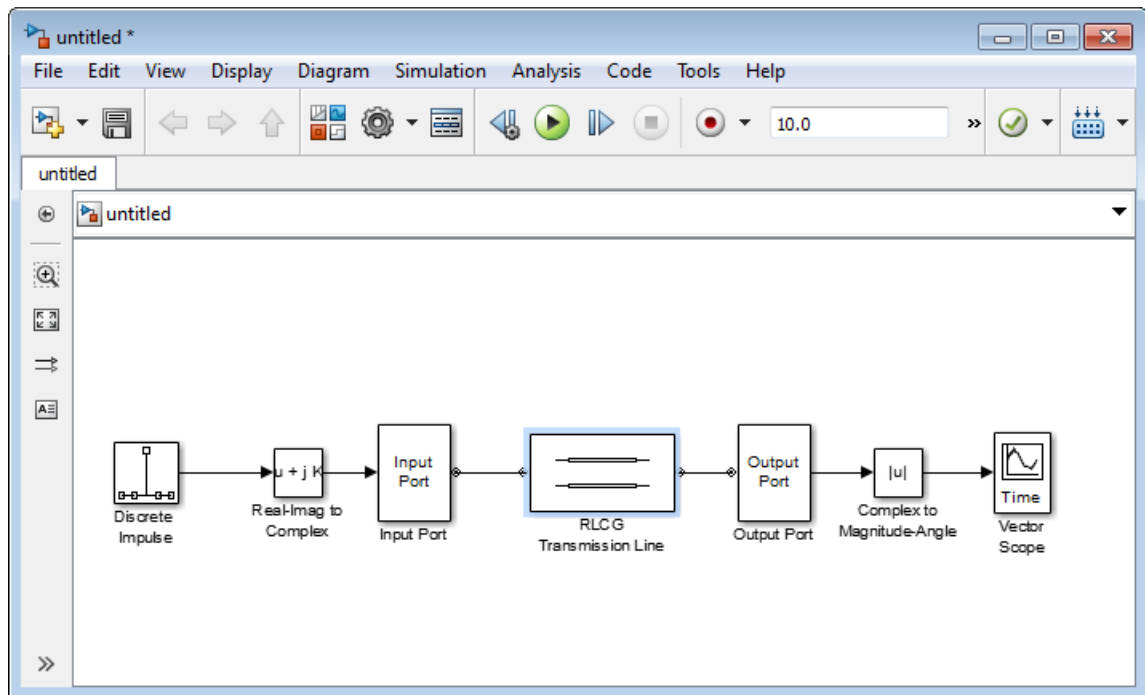 untitled *
File Edit View Display Diagram Simulation Analysis Code Tools Help
10.0
untitled
untitled
Discrete
Impulse
u + j K
Real-Imag to
Complex
Input
Port
Input Port
RLCG
Transmission Line
Output
Port
Output Port
|u|
Complex to
Magnitude-Angle
Time
Vector
Scope